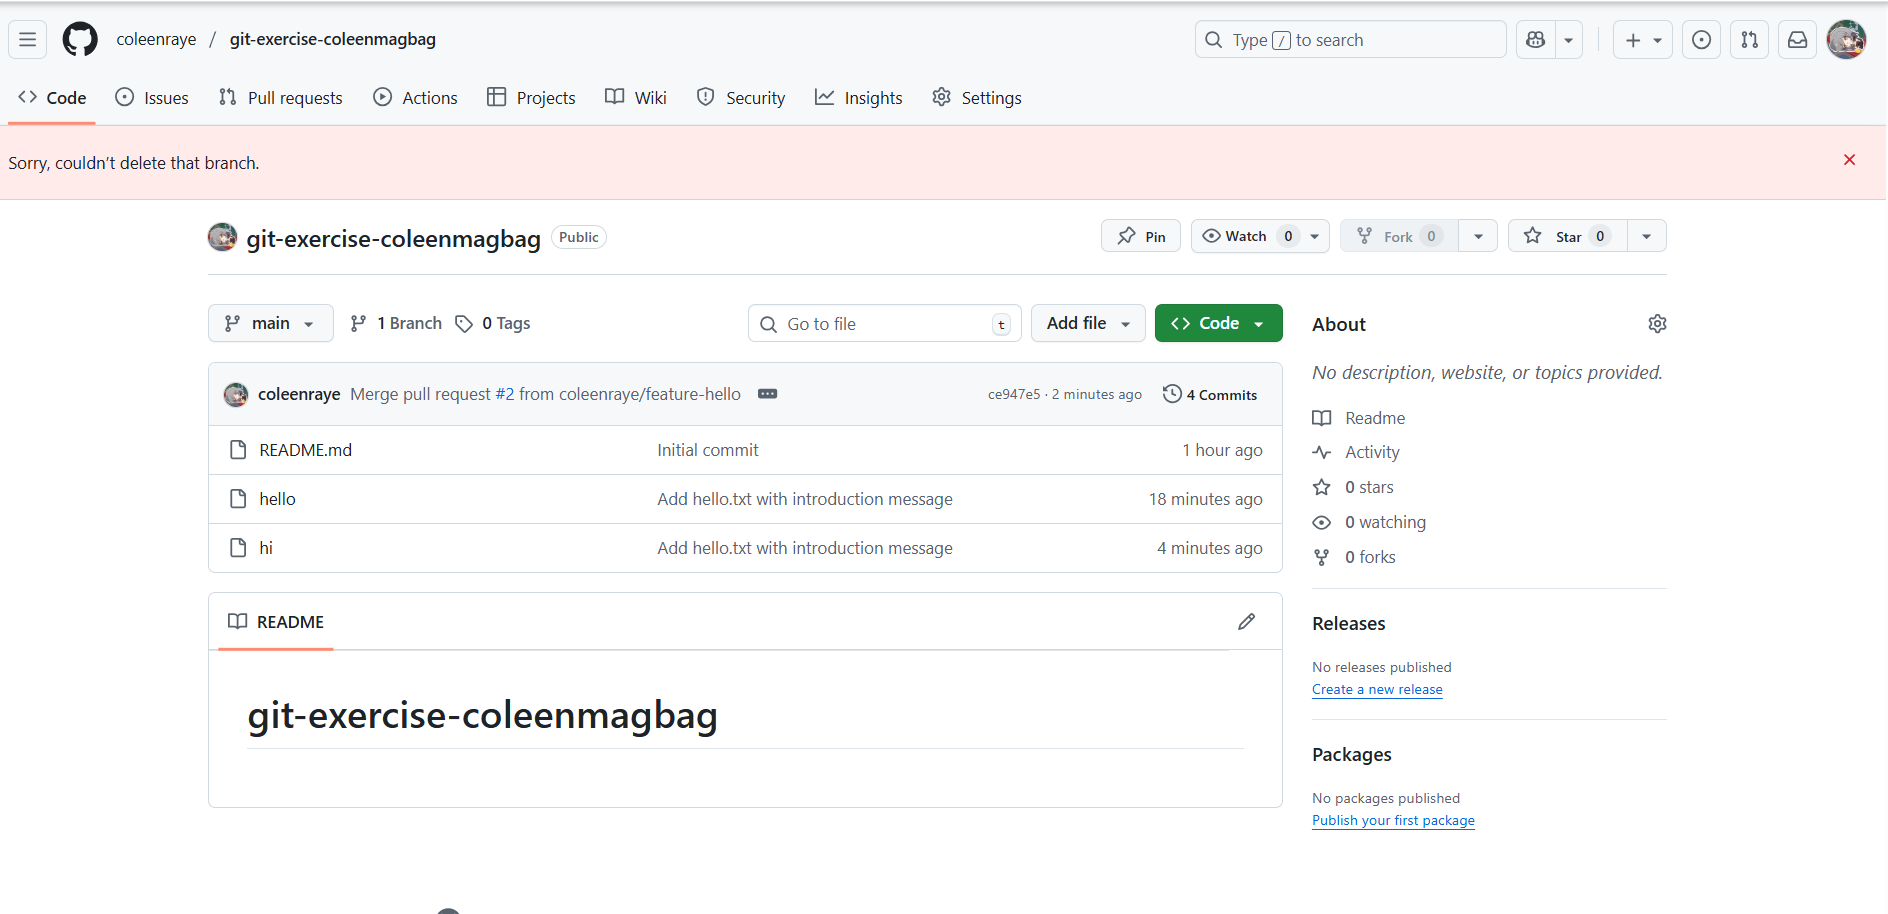 coleenraye / git-exercise-coleenmagbag
Type / to search
Code Issues Pull requests Actions Projects Wiki Security Insights Settings
Sorry, couldn't delete that branch.
git-exercise-coleenmagbag Public
Pin Watch 0 Fork 0 Star 0
main 1 Branch 0 Tags
Go to file t Add file Code
coleenraye Merge pull request #2 from coleenraye/feature-hello ce947e5 · 2 minutes ago 4 Commits
README.md Initial commit 1 hour ago
hello Add hello.txt with introduction message 18 minutes ago
hi Add hello.txt with introduction message 4 minutes ago
README
git-exercise-coleenmagbag
About
No description, website, or topics provided.
Readme
Activity
0 stars
0 watching
0 forks
Releases
No releases published
Create a new release
Packages
No packages published
Publish your first package